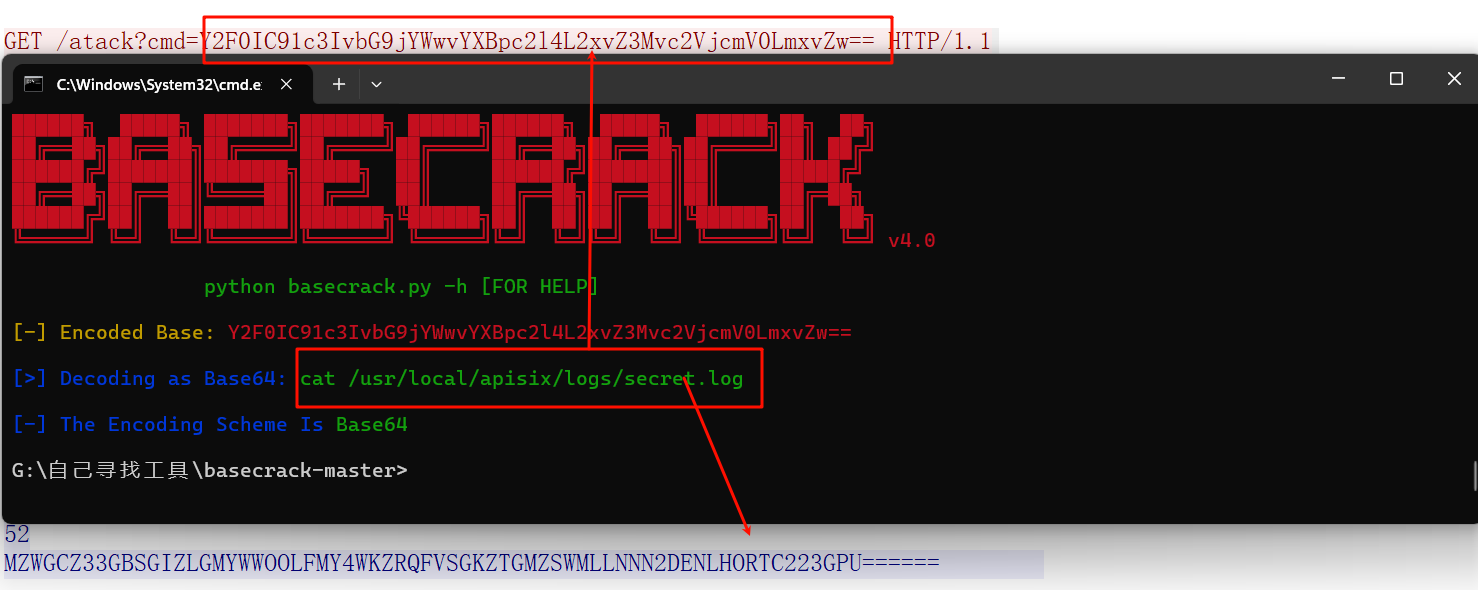 GET /atack?cmd=Y2F0IC91c3IvbG9jYWwvYXBpc2l4L2xvZ3Mvc2VjcmV0LmxvZw== HTTP/1.1
C:\Windows\System32\cmd.e
BASECRACK
v4.0
python basecrack.py -h [FOR HELP]
[-] Encoded Base: Y2F0IC91c3IvbG9jYWwvYXBpc2l4L2xvZ3Mvc2VjcmV0LmxvZw==
[>] Decoding as Base64: cat /usr/local/apisix/logs/secret.log
[-] The Encoding Scheme Is Base64
G:\自己寻找工具\basecrack-master>
52
MZWGCZ33GBSGIZLGMYWWOOLFMY4WKZRQFVSGKZTGMZSWMLLNNN2DENLHORTC223GPU======